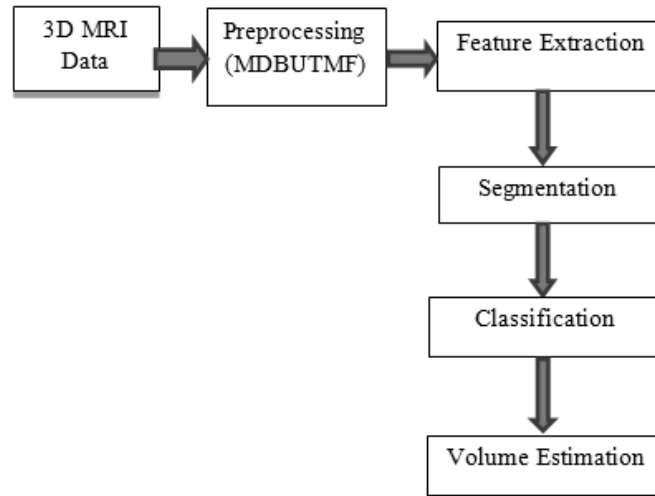 3D MRI
Data
Preprocessing
(MDBUTMF)
Feature Extraction
Segmentation
Classification
Volume Estimation